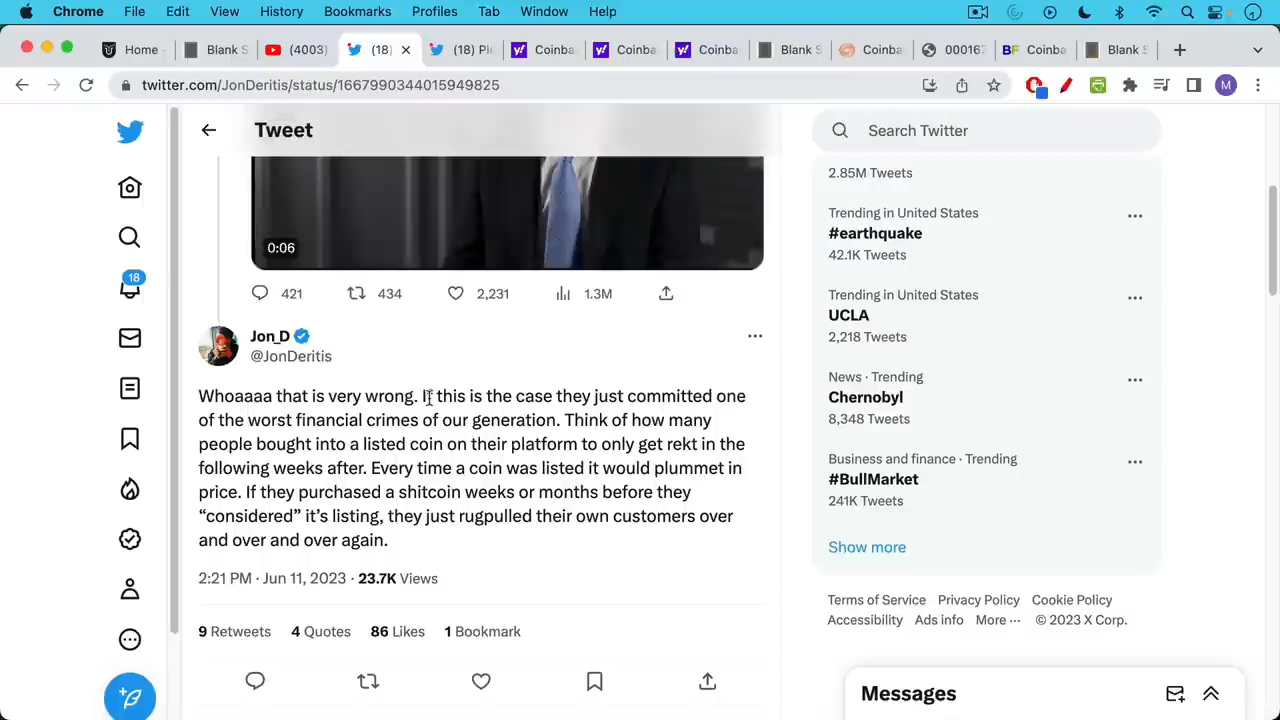 Chrome File Edit View History Bookmarks Profiles Tab Window Help
Home - Blank S (4003) (18) (18) Coinb Coinba Coinba Blank S Coinba 00016 BF Coinba Blank S
twitter.com/JonDeritis/status/1667990344015949825 M
Tweet
Search Twitter
2.85M Tweets
Trending in United States
#earthquake
42.1K Tweets
0:06
18
421 434 2,231 1.3M
Trending in United States
UCLA
2,218 Tweets
Jon_D
@JonDeritis
News · Trending
Chernobyl
8,348 Tweets
Whoaaaa that is very wrong. If this is the case they just committed one
of the worst financial crimes of our generation. Think of how many
people bought into a listed coin on their platform to only get rekt in the
following weeks after. Every time a coin was listed it would plummet in
price. If they purchased a shitcoin weeks or months before they
“considered” it’s listing, they just rugpulled their own customers over
and over and over again.
Business and finance · Trending
#BullMarket
241K Tweets
Show more
2:21 PM · Jun 11, 2023 · 23.7K Views
Terms of Service Privacy Policy Cookie Policy
Accessibility Ads info More ··· © 2023 X Corp.
9 Retweets 4 Quotes 86 Likes 1 Bookmark
Messages